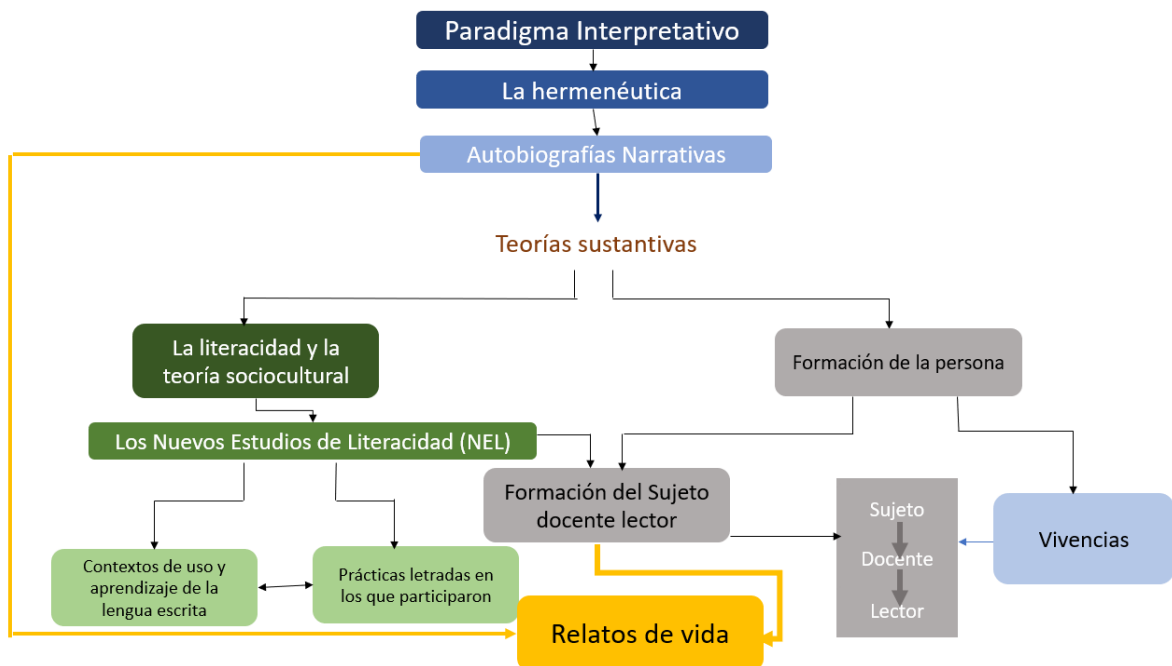 Paradigma Interpretativo
La hermenéutica
Autobiografías Narrativas
Teorías sustantivas
La literacidad y la
teoría sociocultural
Formación de la persona
Los Nuevos Estudios de Literacidad (NEL)
Formación del Sujeto
docente lector
Sujeto
Docente
Lector
Vivencias
Contextos de uso y
aprendizaje de la
lengua escrita
Prácticas letradas en
los que participaron
Relatos de vida